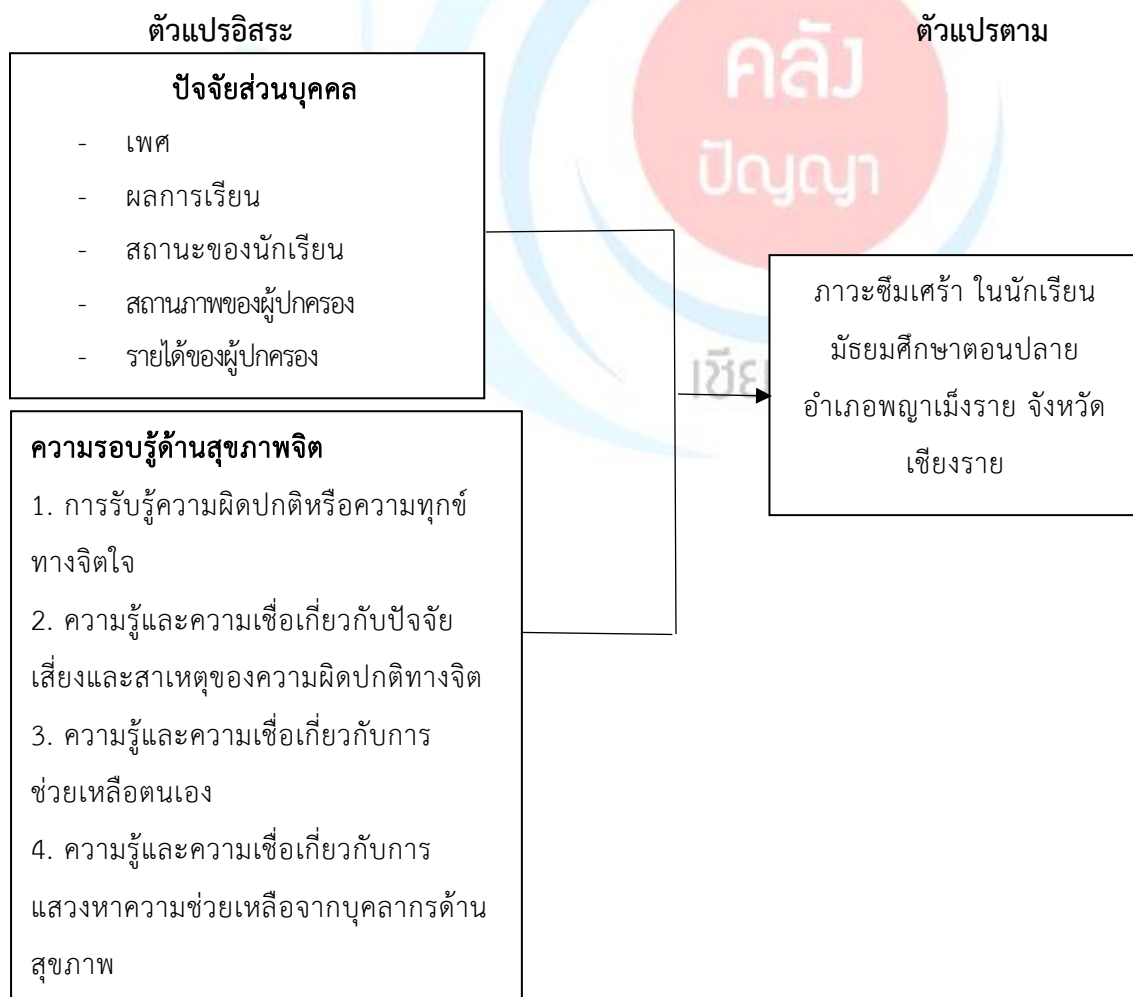 ตัวแปรอิสระ
ตัวแปรตาม
ปัจจัยส่วนบุคคล
- เพศ
- ผลการเรียน
- สถานะของนักเรียน
- สถานภาพของผู้ปกครอง
- รายได้ของผู้ปกครอง
ความรอบรู้ด้านสุขภาพจิต
1. การรับรู้ความผิดปกติหรือความทุกข์
ทางจิตใจ
2. ความรู้และความเชื่อเกี่ยวกับปัจจัย
เสี่ยงและสาเหตุของความผิดปกติทางจิต
3. ความรู้และความเชื่อเกี่ยวกับการ
ช่วยเหลือตนเอง
4. ความรู้และความเชื่อเกี่ยวกับการ
แสวงหาความช่วยเหลือจากบุคลากรด้าน
สุขภาพ
ภาวะซึมเศร้า ในนักเรียน
มัธยมศึกษาตอนปลาย
อำเภอพญาเม็งราย จังหวัด
เชียงราย
คลัง
ปัญญา